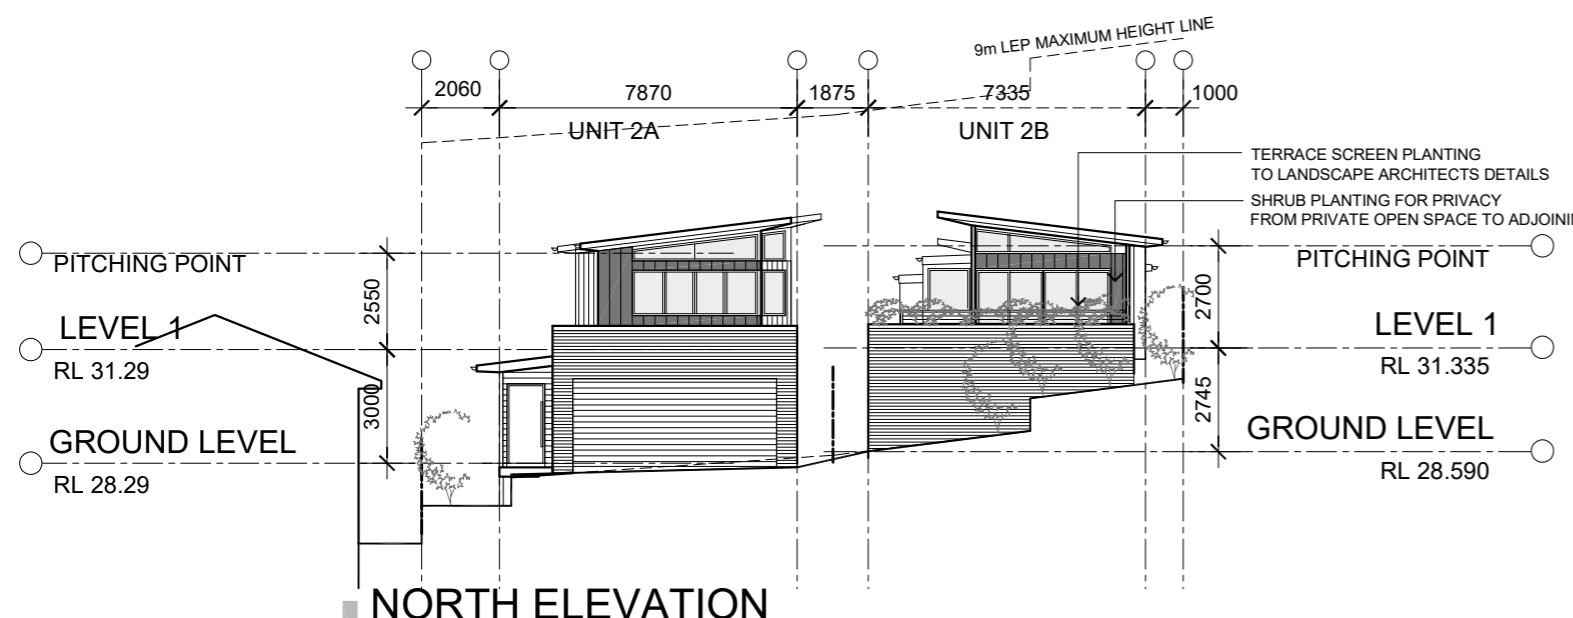 9m LEP MAXIMUM HEIGHT LINE
2060
7870
1875
7335
1000
UNIT 2A
UNIT 2B
TERRACE SCREEN PLANTING
TO LANDSCAPE ARCHITECTS DETAILS
SHRUB PLANTING FOR PRIVACY
FROM PRIVATE OPEN SPACE TO
PITCHING POINT
PITCHING POINT
2550
2700
LEVEL 1
LEVEL 1
RL 31.29
RL 31.335
3000
2745
GROUND LEVEL
GROUND LEVEL
RL 28.29
RL 28.590
NORTH ELEVATION